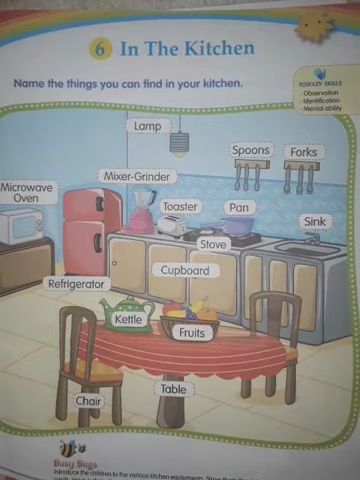 6 In The Kitchen
Name the things you can find in your kitchen.
Observation
Identification
Mental ability
Lamp
Spoons
Forks
Mixer-Grinder
Microwave
Oven
Toaster
Pan
Sink
Stove
Cupboard
Refrigerator
Kettle
Fruits
Chair
Table
Busy Bugs
Introduce the children to the various kitchen equipments.